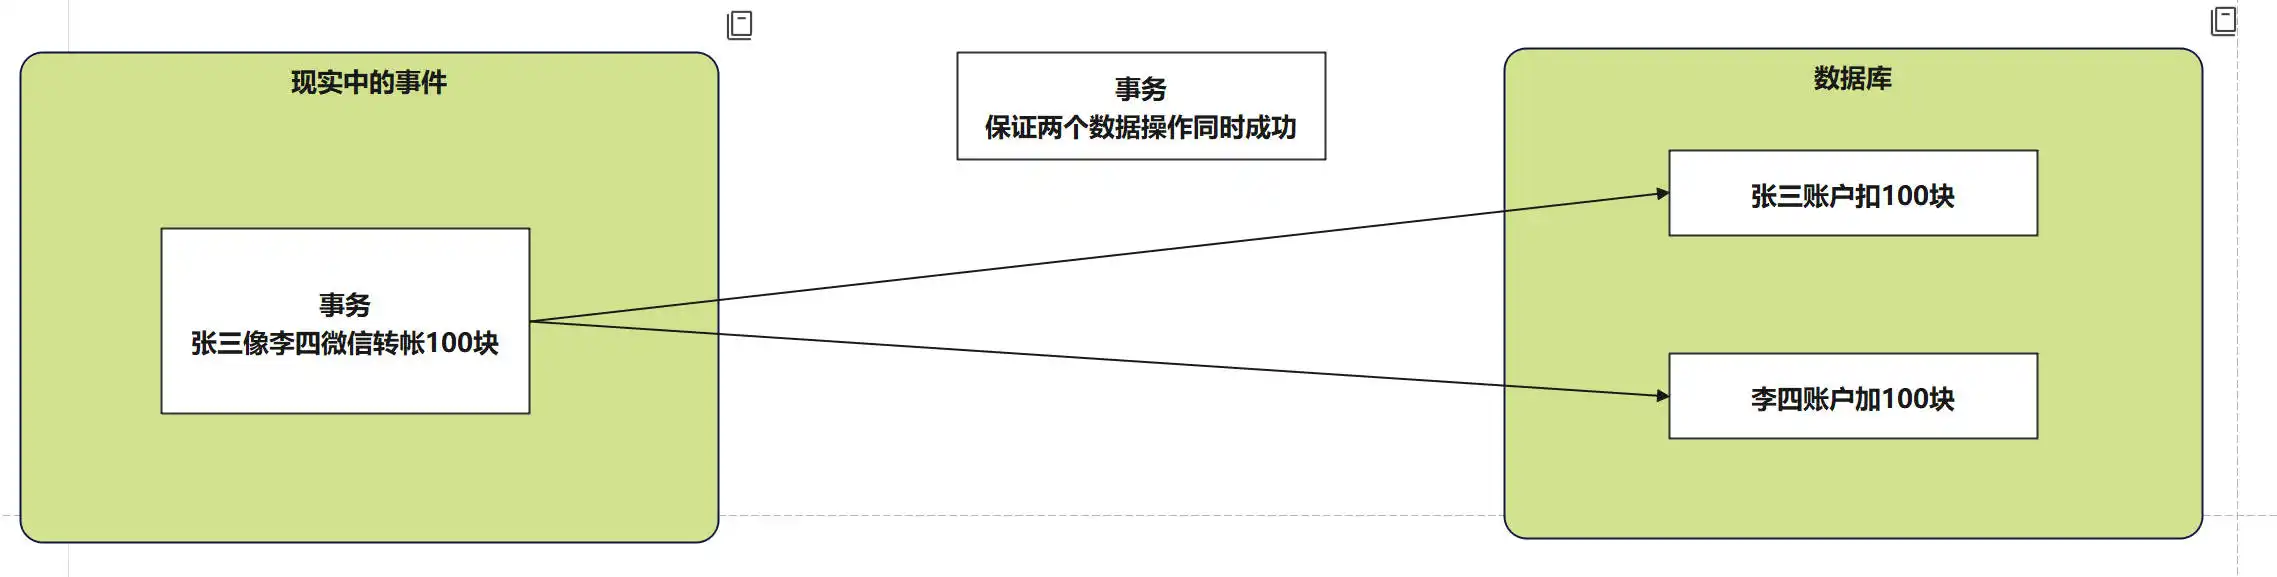 现实中的事件
事务
张三像李四微信转帐100块
事务
保证两个数据操作同时成功
数据库
张三账户扣100块
李四账户加100块